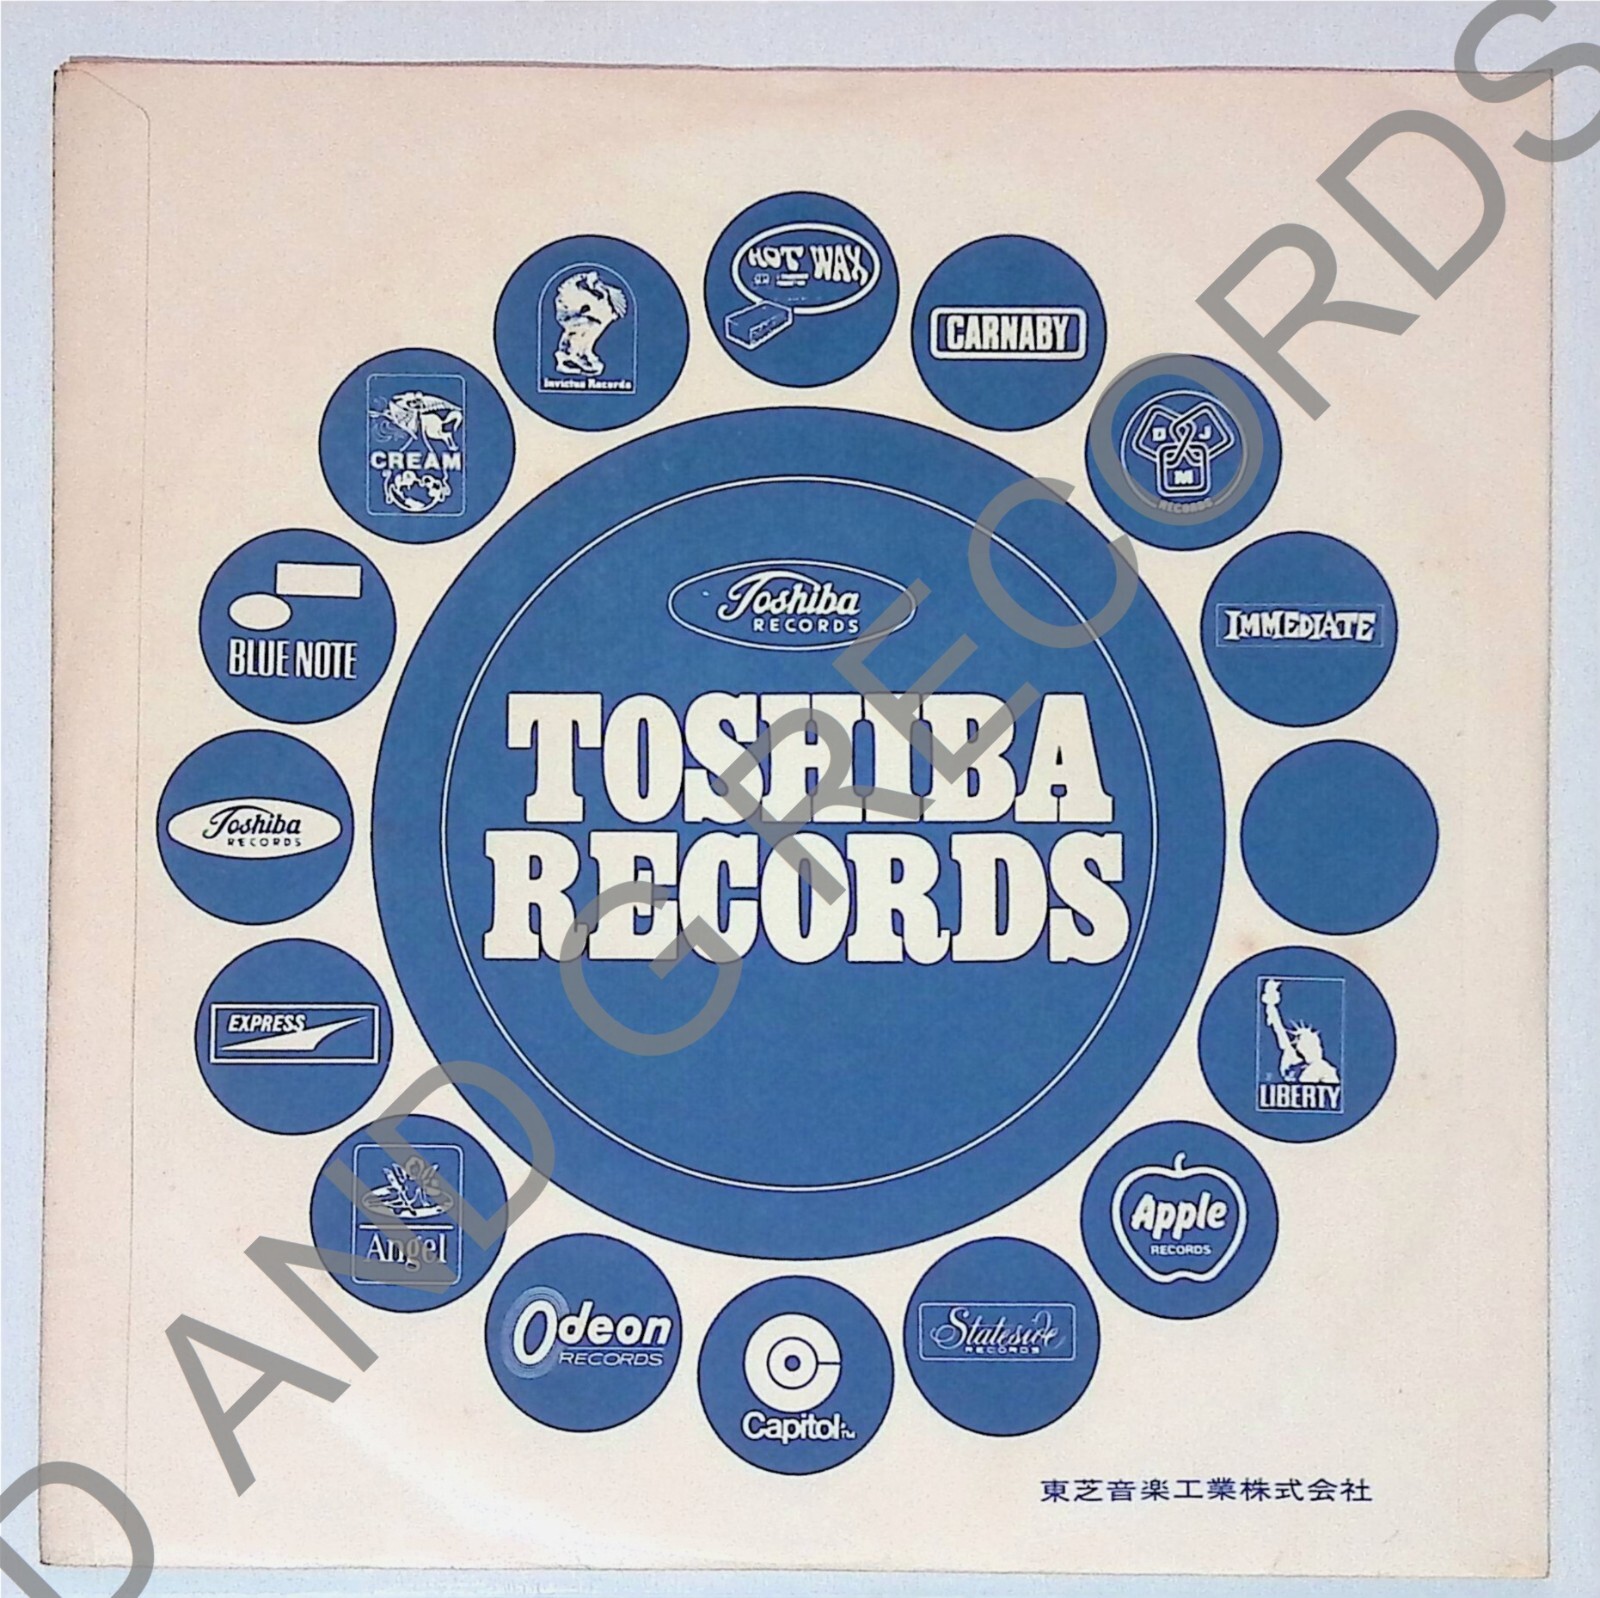 HOT WAX
Invictus Records
CARNABY
CREAM
D J
M
RECORDS
BLUE NOTE
IMMEDIATE
Toshiba
RECORDS
TOSHIBA
RECORDS
Toshiba
RECORDS
EXPRESS
LIBERTY
Angel
Apple
RECORDS
Odeon
RECORDS
Capitol TM
Stateside
RECORDS
東芝音楽工業株式会社
D AND G RECORDS